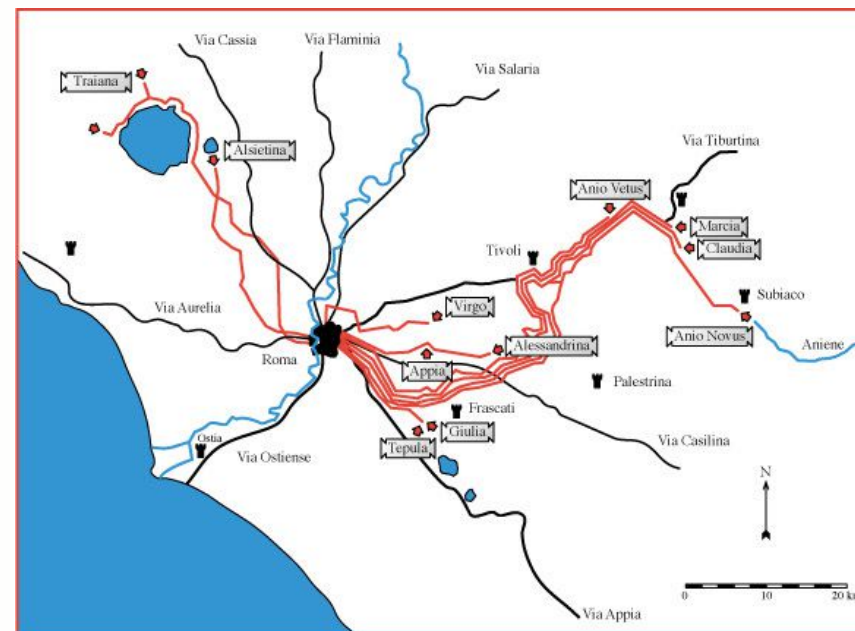 Via Cassia
Via Flaminia
Via Salaria
Traiana
Alsietina
Via Tiburtina
Anio Vetus
Marcia
Claudia
Tivoli
Subiaco
Via Aurelia
Virgo
Anio Novus
Aniene
Roma
Alessandrina
Appia
Palestrina
Frascati
Giulia
Tepula
Via Casilina
Ostia
Via Ostiense
N
0 10 20 km
Via Appia